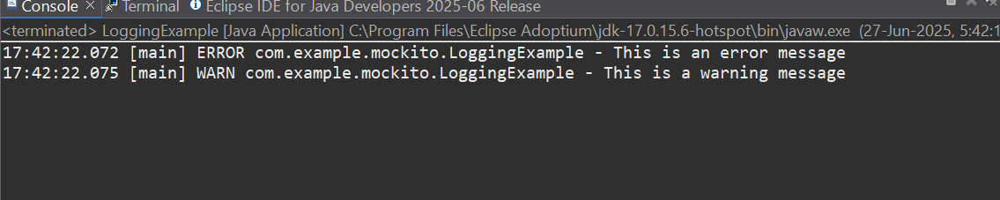 Console Terminal Eclipse IDE for Java Developers 2025-06 Release
<terminated> LoggingExample [Java Application] C:\Program Files\Eclipse Adoptium\jdk-17.0.15.6-hotspot\bin\javaw.exe (27-Jun-2025, 5:42:1
17:42:22.072 [main] ERROR com.example.mockito.LoggingExample - This is an error message
17:42:22.075 [main] WARN com.example.mockito.LoggingExample - This is a warning message